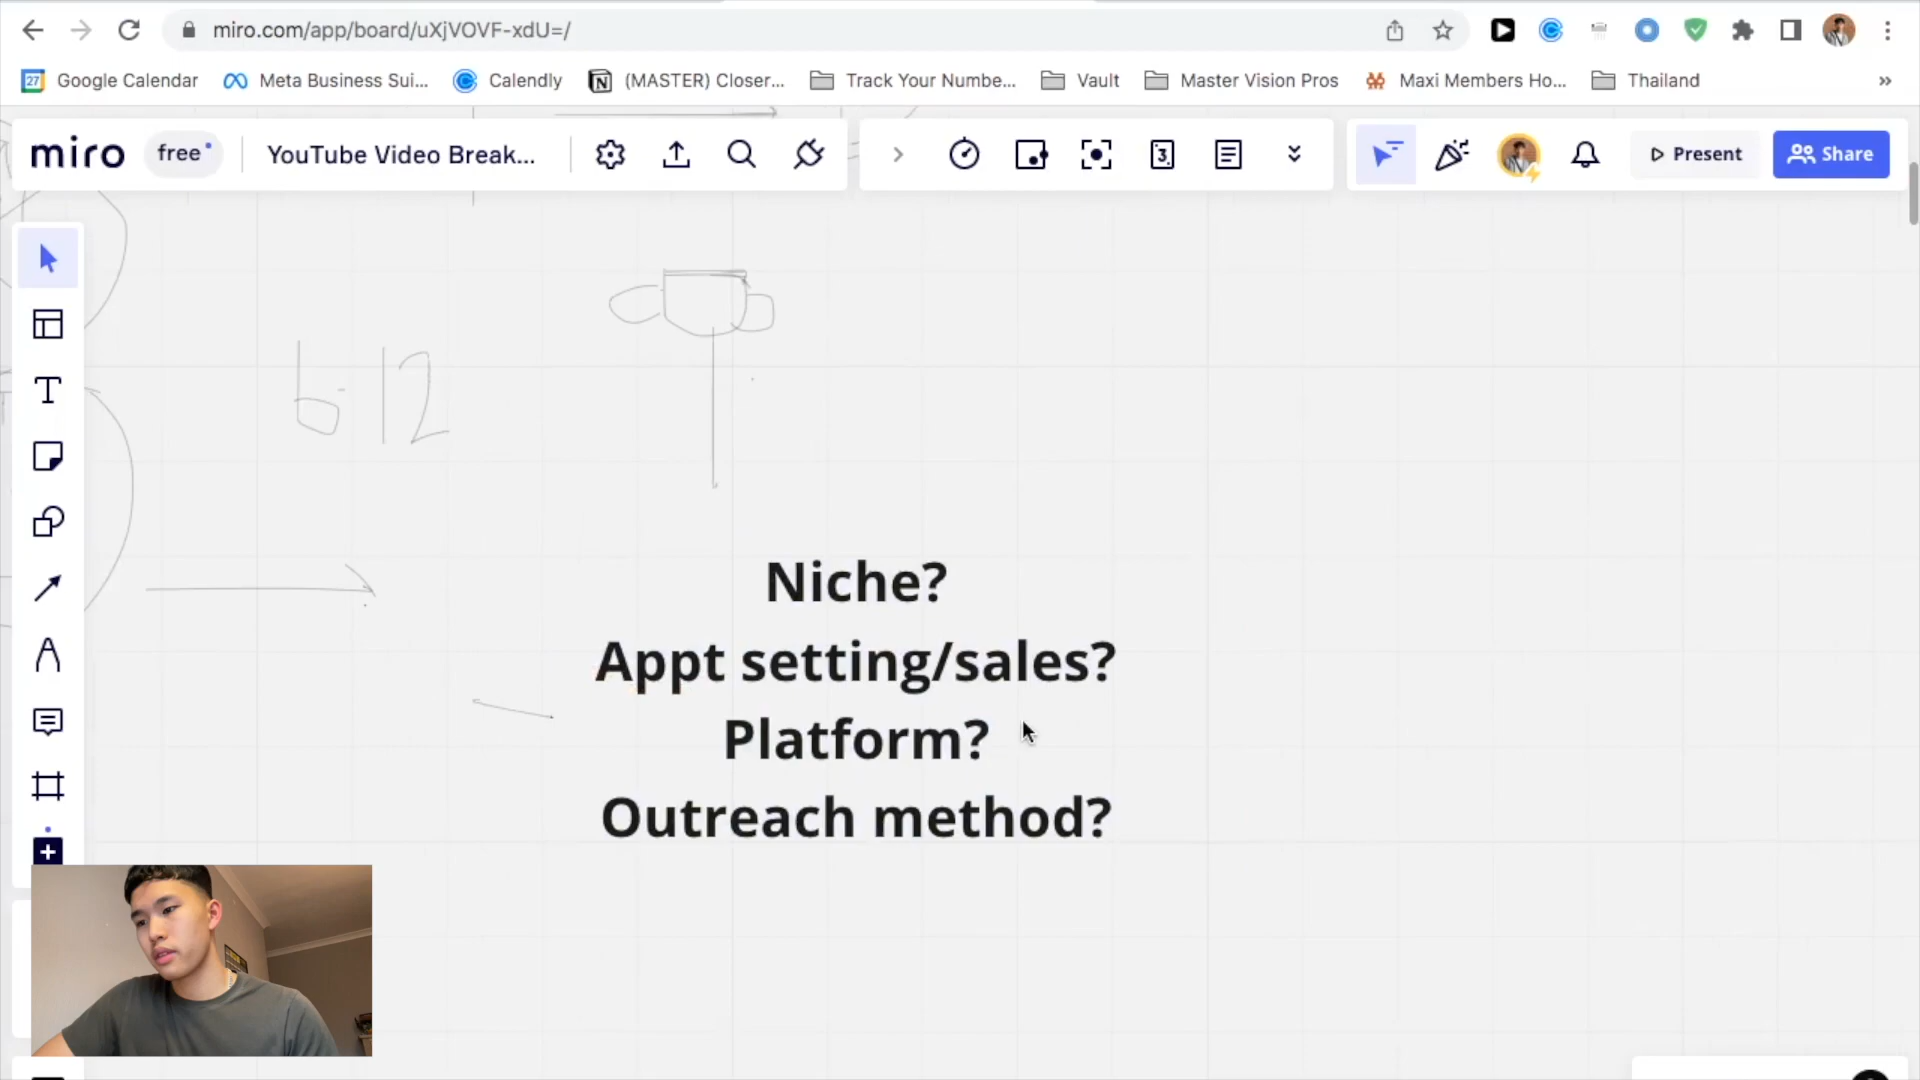 miro.com/app/board/uXjVOVF-xdU=/
27 Google Calendar Meta Business Sui... Calendly (MASTER) Closer... Track Your Numbe... Vault Master Vision Pros Maxi Members Ho... Thailand »
miro free YouTube Video Break... 3 Present Share
6:12
Niche?
Appt setting/sales?
Platform?
Outreach method?